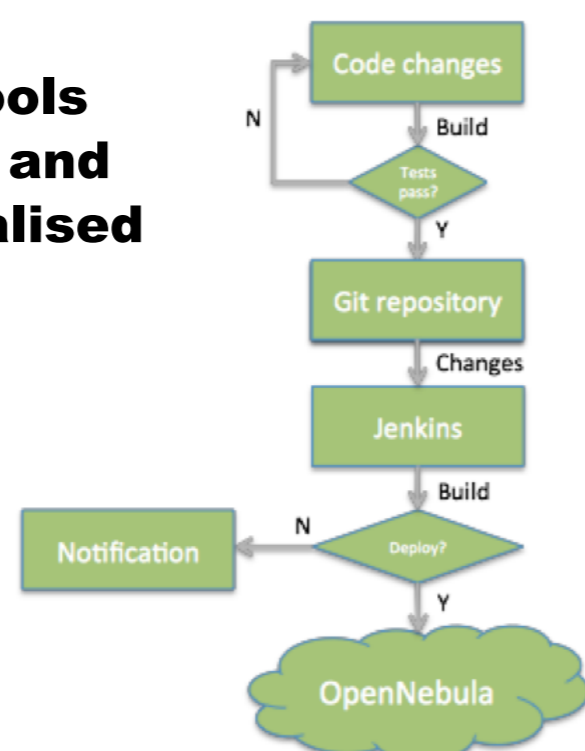 ools
and
alised
Code changes
N
Build
Tests
pass?
Y
Git repository
Changes
Jenkins
Build
N
Notification
Deploy?
Y
OpenNebula